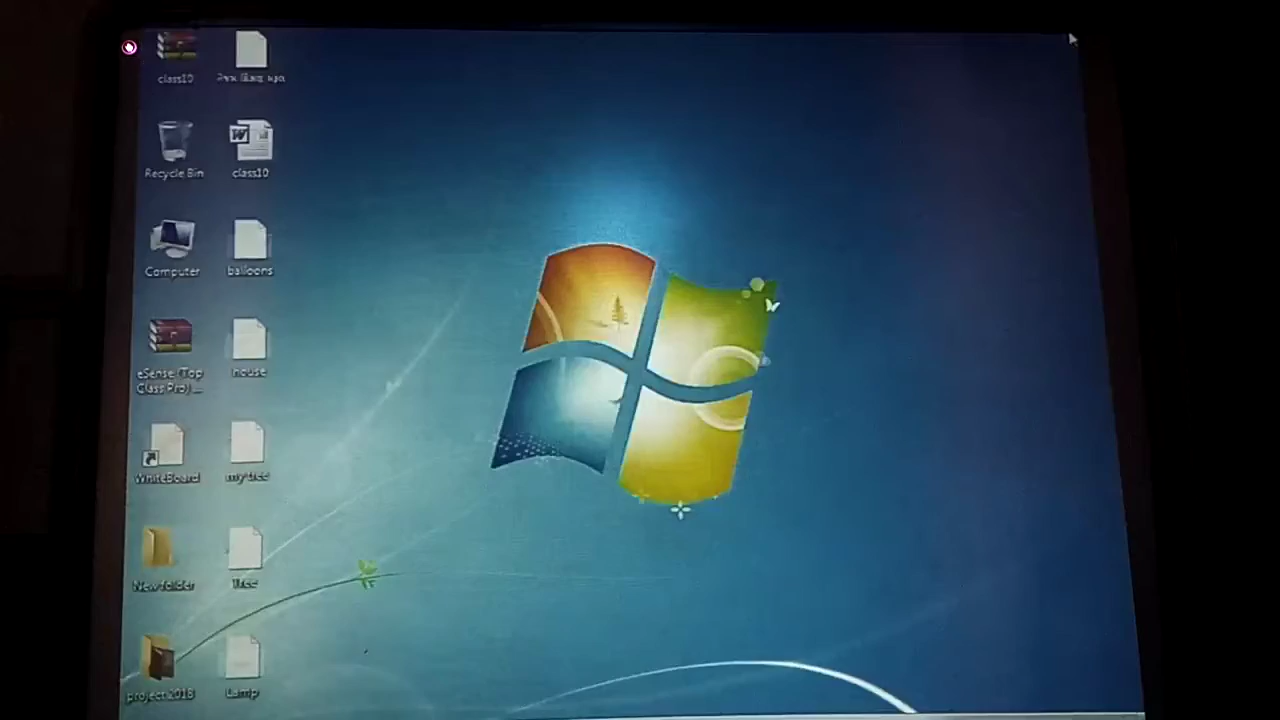 class10
Recycle Bin
class10
Computer
balloons
eSense (Top
Class Pro) ...
house
WhiteBoard
my tree
New folder
Tree
project 2018
Lamp